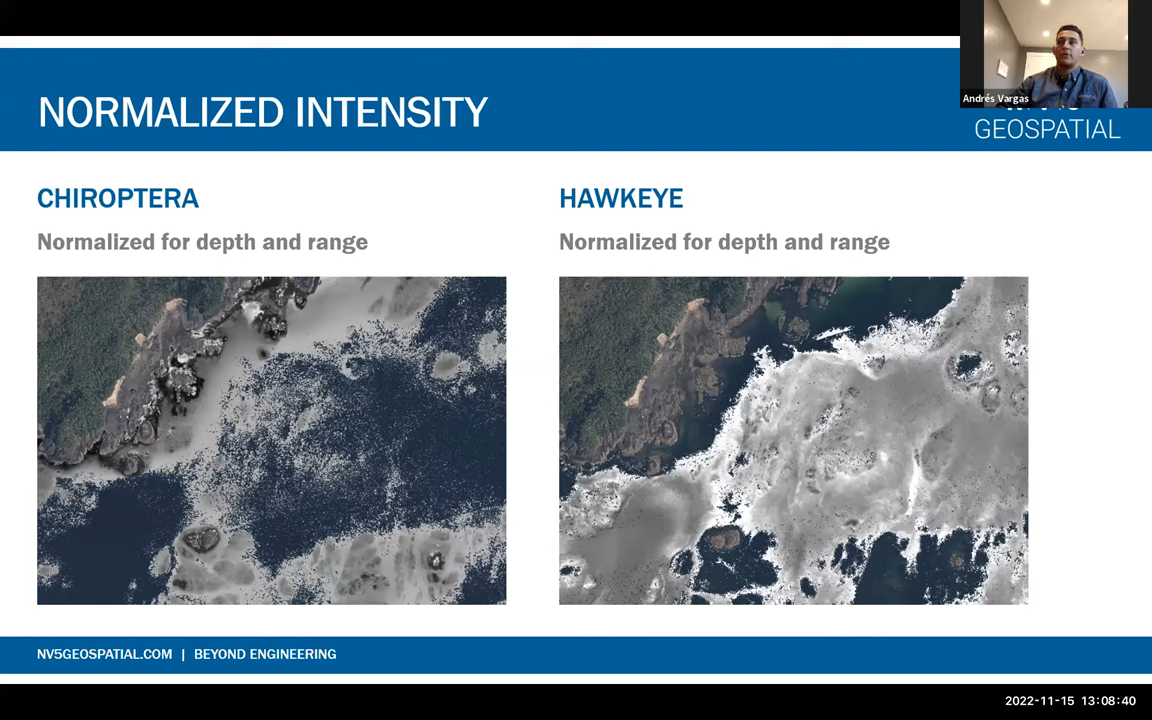 Andrés Vargas
NORMALIZED INTENSITY
GEOSPATIAL
CHIROPTERA
Normalized for depth and range
HAWKEYE
Normalized for depth and range
NV5GEOSPATIAL.COM | BEYOND ENGINEERING
2022-11-15 13:08:40